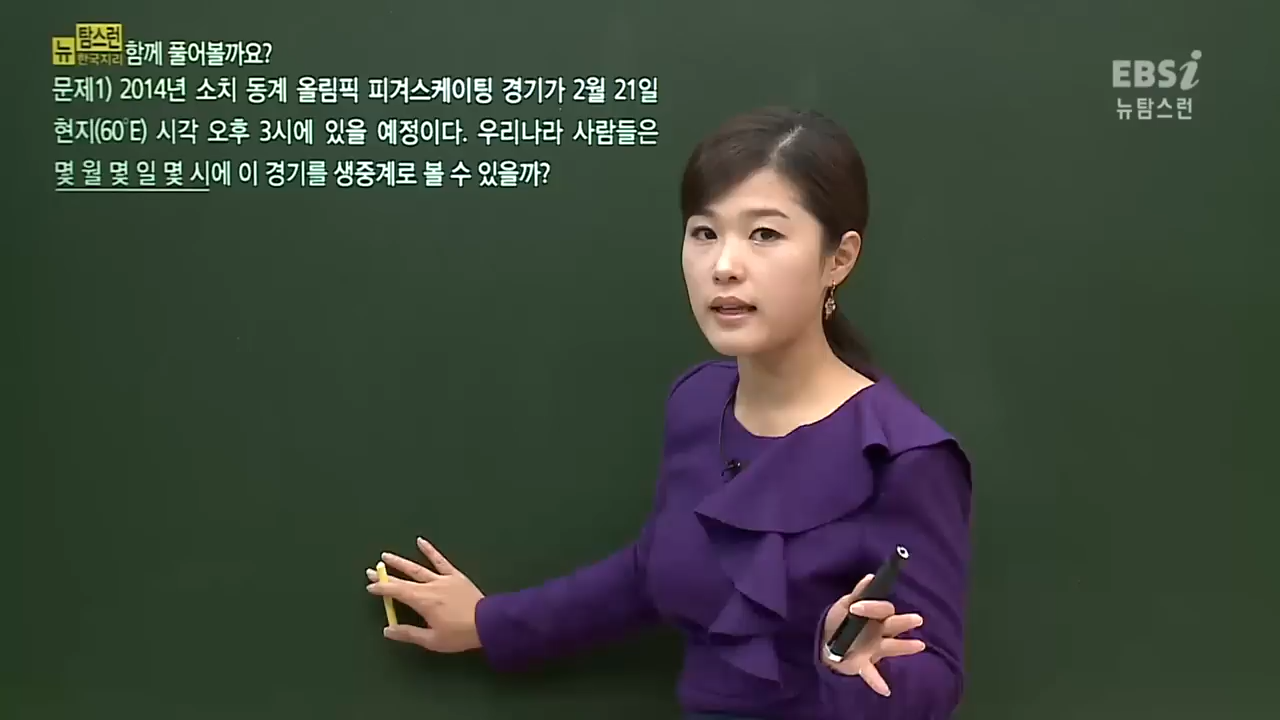 뉴 탐스런
한국지리
함께 풀어볼까요?
문제1) 2014년 소치 동계 올림픽 피겨스케이팅 경기가 2월 21일
현지(60°E) 시각 오후 3시에 있을 예정이다. 우리나라 사람들은
몇 월 몇 일 몇 시에 이 경기를 생중계로 볼 수 있을까?
EBSi
뉴탐스런